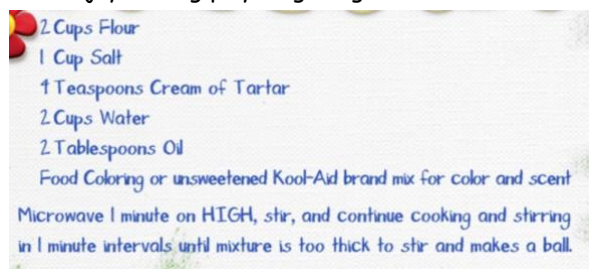 2 Cups Flour
1 Cup Salt
4 Teaspoons Cream of Tartar
2 Cups Water
2 Tablespoons Oil
Food Coloring or unsweetened Kool-Aid brand mix for color and scent
Microwave 1 minute on HIGH, stir, and continue cooking and stirring
in 1 minute intervals until mixture is too thick to stir and makes a ball.